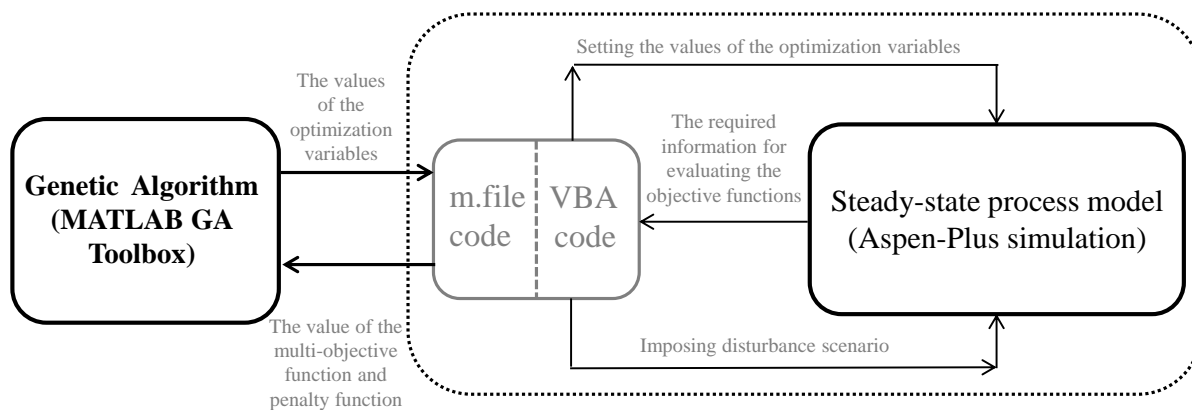 Setting the values of the optimization variables
The values
of the
optimization
variables
The required
information for
evaluating the
objective functions
Genetic Algorithm
(MATLAB GA
Toolbox)
m.file
code
VBA
code
Steady-state process model
(Aspen-Plus simulation)
The value of the
multi-objective
function and
penalty function
Imposing disturbance scenario